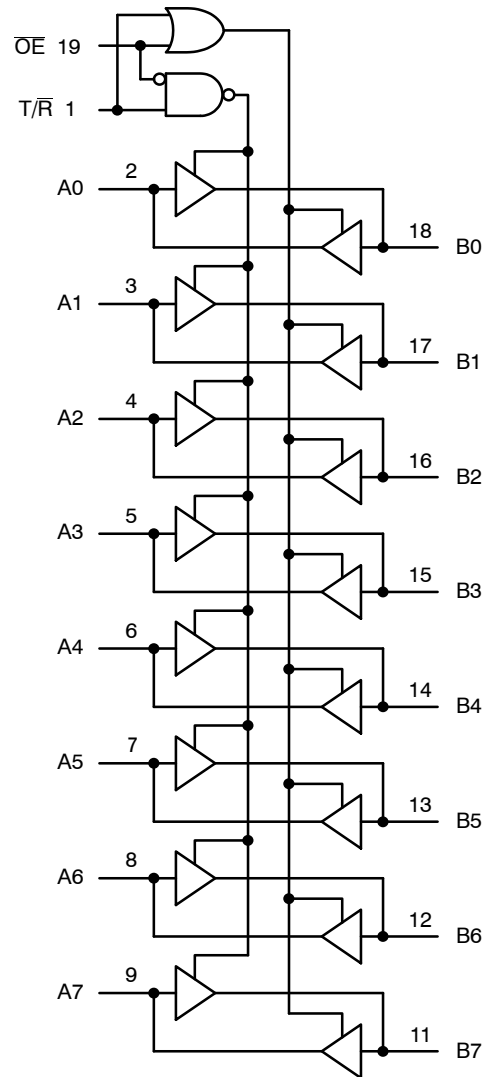 O̅E̅ 19
T/R̅ 1
A0 2
18 B0
A1 3
17 B1
A2 4
16 B2
A3 5
15 B3
A4 6
14 B4
A5 7
13 B5
A6 8
12 B6
A7 9
11 B7